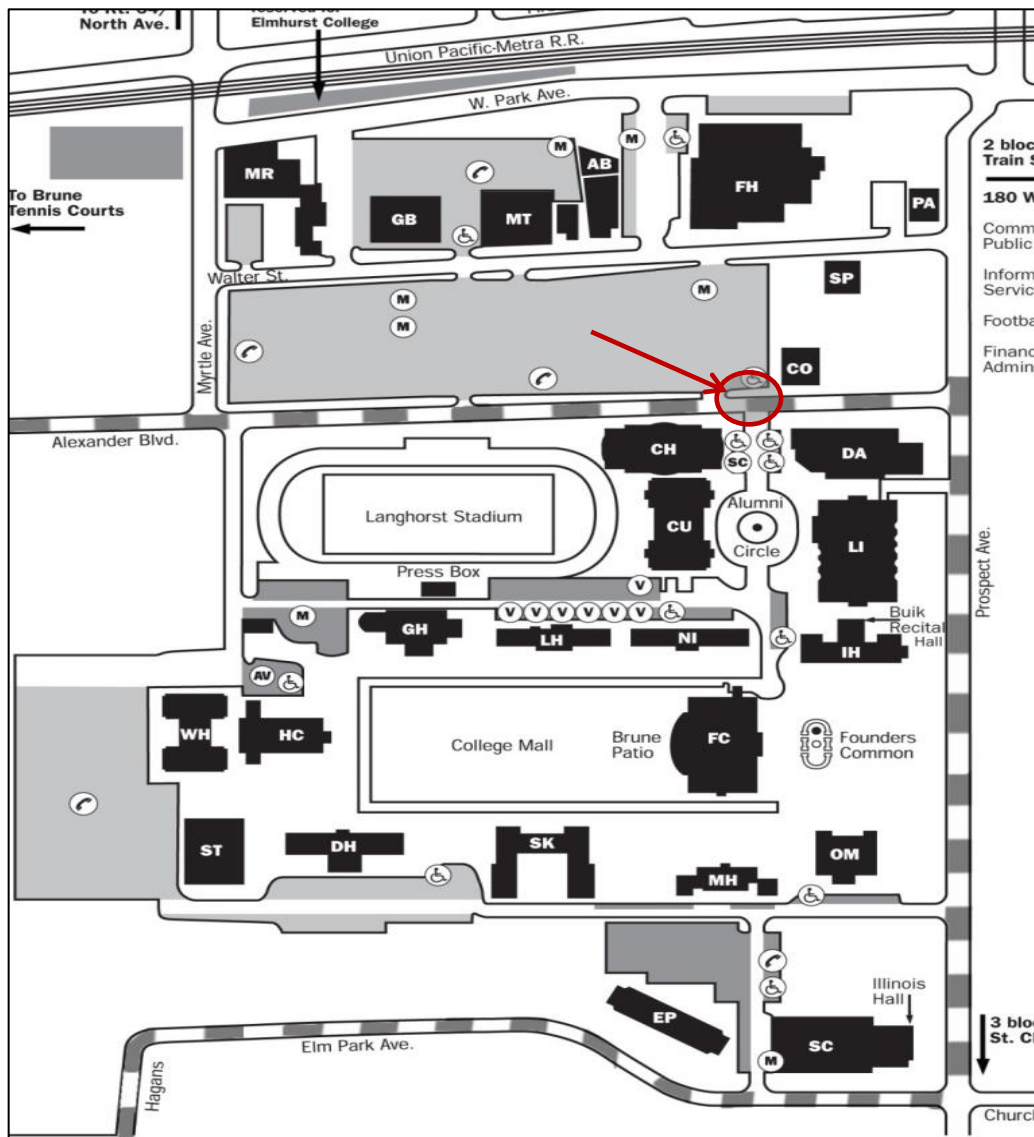 To Rt. 64/
North Ave.
reserved for
Elmhurst College
Union Pacific-Metra R.R.
W. Park Ave.
M
M
AB
MR
FH
2 bloc
Train S
180 W
To Brune
Tennis Courts
GB
MT
PA
Comm
Public
Walter St.
SP
Inform
Servic
M
M
M
Footba
Myrtle Ave.
CO
Financ
Admin
Alexander Blvd.
CH
SC
DA
Langhorst Stadium
CU
Alumni
Circle
LI
Prospect Ave.
Press Box
V
M
V
V
V
V
V
V
GH
LH
NI
Buik
Recital
Hall
IH
AV
WH
HC
College Mall
Brune
Patio
FC
Founders
Common
ST
DH
SK
MH
OM
Illinois
Hall
EP
SC
M
3 bloc
St. Cl
Elm Park Ave.
Hagans
Church